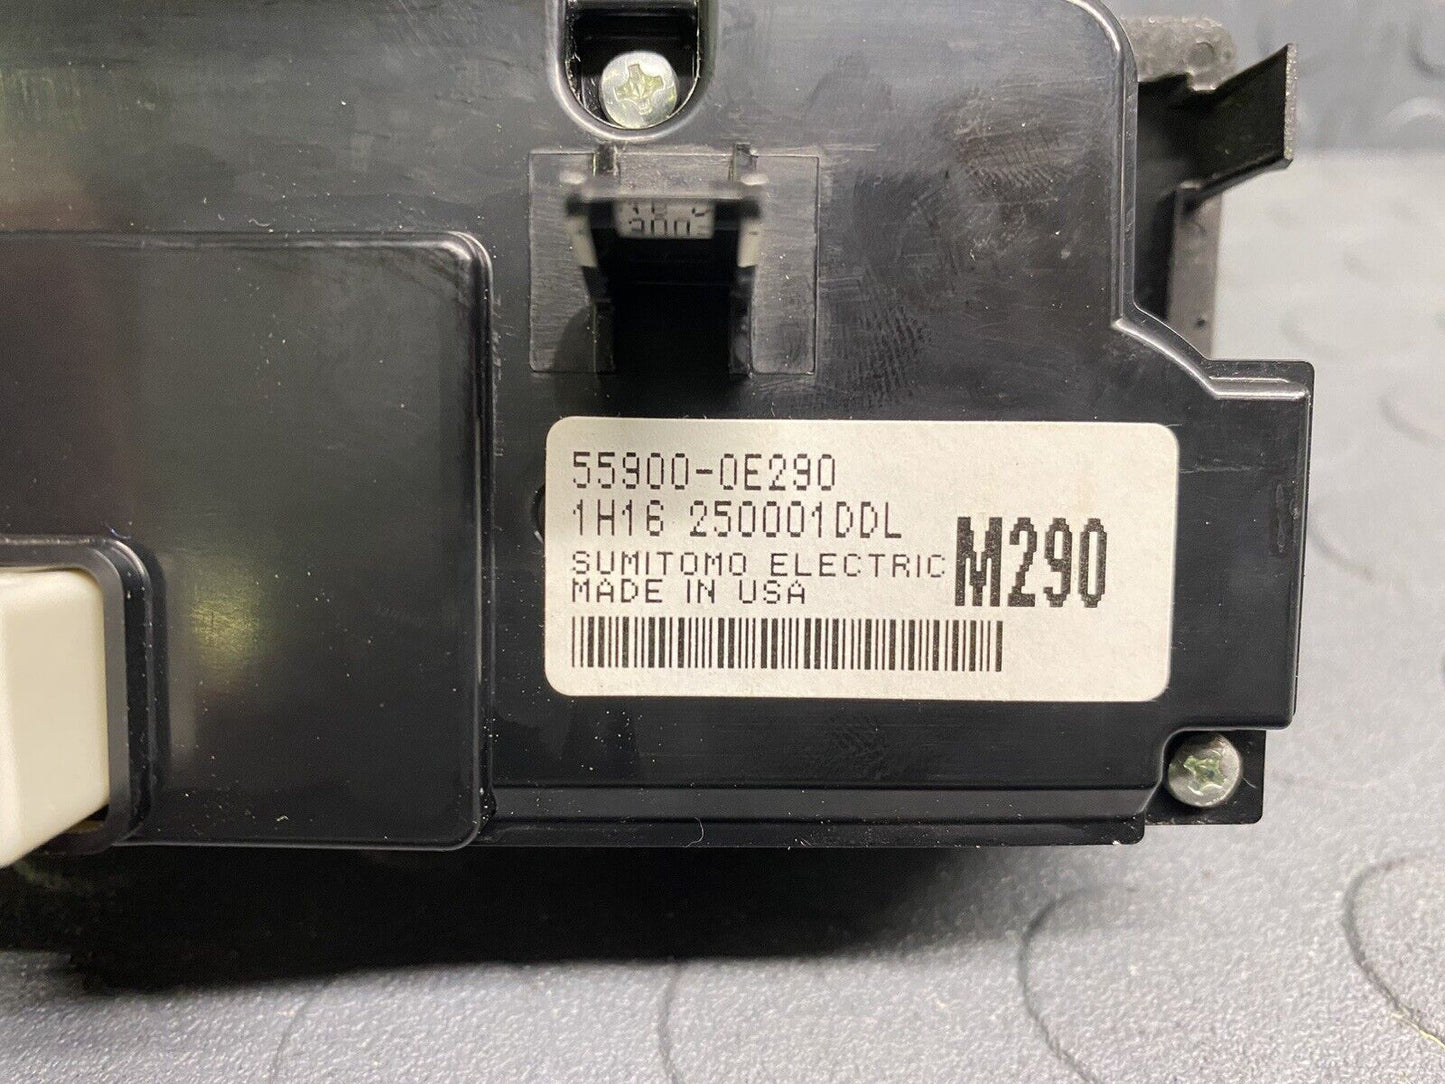 55900-0E290
1H16 250001DDL
SUMITOMO ELECTRIC
MADE IN USA
M290